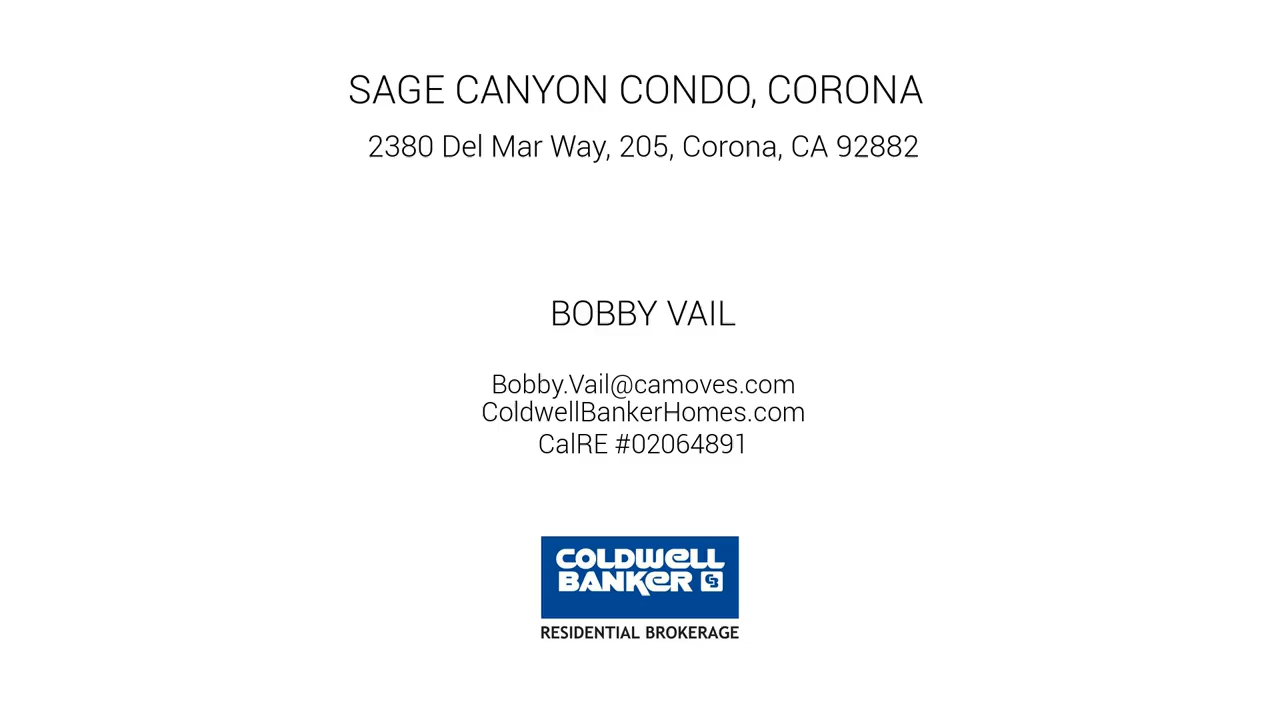 SAGE CANYON CONDO, CORONA
2380 Del Mar Way, 205, Corona, CA 92882
BOBBY VAIL
Bobby.Vail@camoves.com
ColdwellBankerHomes.com
CalRE #02064891
COLDWELL
BANKER CB
RESIDENTIAL BROKERAGE